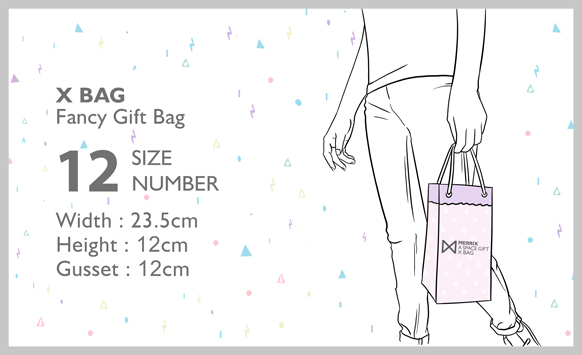 X BAG
Fancy Gift Bag
12 SIZE
NUMBER
Width : 23.5cm
Height : 12cm
Gusset : 12cm
MERRIX
A SPACE GIFT
X BAG